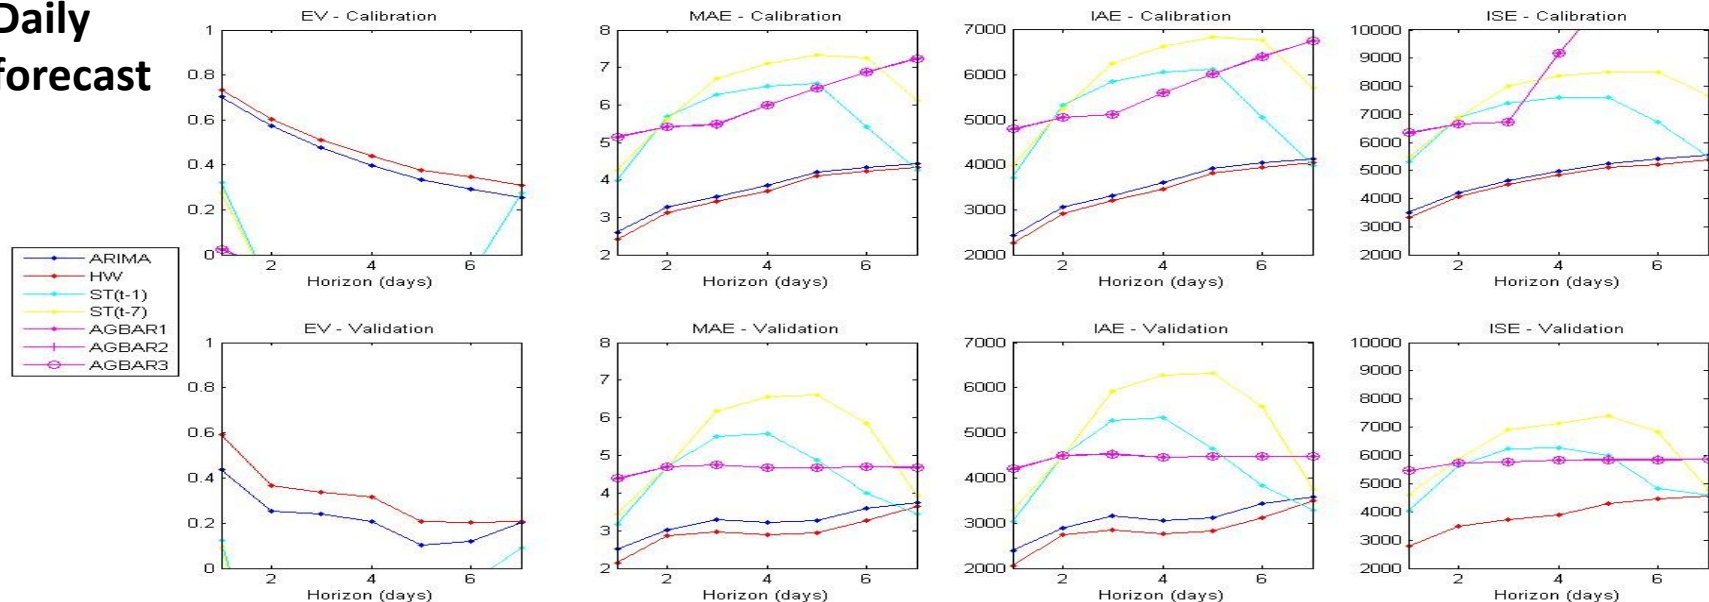 Daily
forecast
EV - Calibration
1
0.8
0.6
0.4
0.2
0
2 4 6
Horizon (days)
MAE - Calibration
8
7
6
5
4
3
2
2 4 6
Horizon (days)
IAE - Calibration
7000
6000
5000
4000
3000
2000
2 4 6
Horizon (days)
ISE - Calibration
10000
9000
8000
7000
6000
5000
4000
3000
2000
2 4 6
Horizon (days)
ARIMA
HW
ST(t-1)
ST(t-7)
AGBAR1
AGBAR2
AGBAR3
EV - Validation
1
0.8
0.6
0.4
0.2
0
2 4 6
Horizon (days)
MAE - Validation
8
7
6
5
4
3
2
2 4 6
Horizon (days)
IAE - Validation
7000
6000
5000
4000
3000
2000
2 4 6
Horizon (days)
ISE - Validation
10000
9000
8000
7000
6000
5000
4000
3000
2000
2 4 6
Horizon (days)